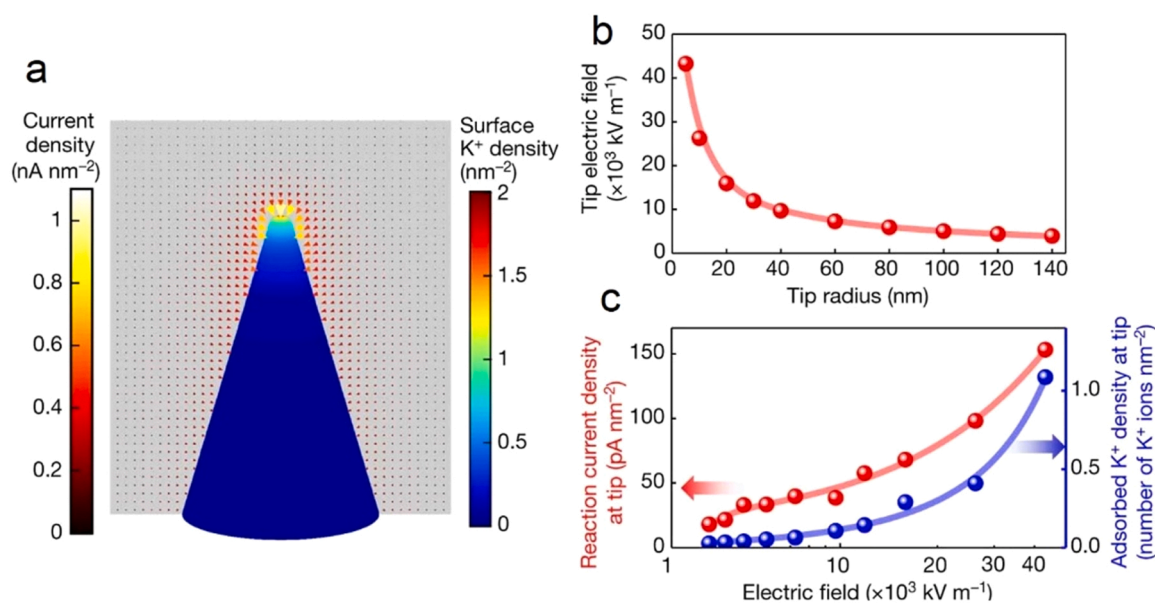 a
Current
density
(nA nm⁻²)
1
0.8
0.6
0.4
0.2
0
Surface
K⁺ density
(nm⁻²)
2
1.5
1
0.5
0
b
Tip electric field
(×10³ kV m⁻¹)
50
40
30
20
10
0
0 20 40 60 80 100 120 140
Tip radius (nm)
c
Reaction current density
at tip (pA nm⁻²)
150
100
50
0
1.0
0.5
0.0
Adsorbed K⁺ density at tip
(number of K⁺ ions nm⁻²)
1 10 20 30 40
Electric field (×10³ kV m⁻¹)